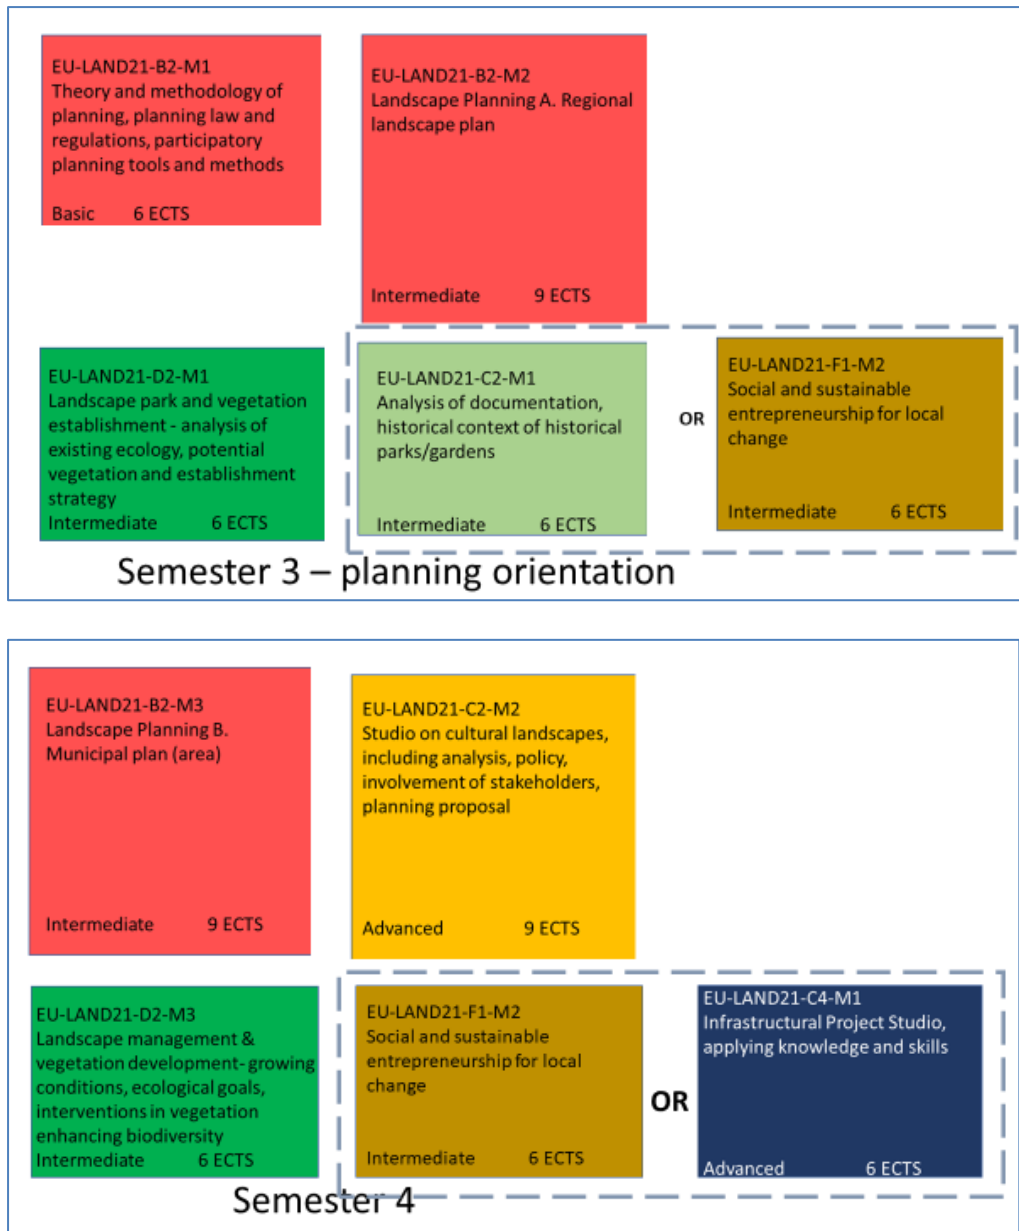 EU-LAND21-B2-M1
Theory and methodology of
planning, planning law and
regulations, participatory
planning tools and methods
Basic 6 ECTS
EU-LAND21-B2-M2
Landscape Planning A. Regional
landscape plan
Intermediate 9 ECTS
EU-LAND21-D2-M1
Landscape park and vegetation
establishment - analysis of
existing ecology, potential
vegetation and establishment
strategy
Intermediate 6 ECTS
EU-LAND21-C2-M1
Analysis of documentation,
historical context of historical
parks/gardens
Intermediate 6 ECTS
OR
EU-LAND21-F1-M2
Social and sustainable
entrepreneurship for local
change
Intermediate 6 ECTS
Semester 3 – planning orientation
EU-LAND21-B2-M3
Landscape Planning B.
Municipal plan (area)
Intermediate 9 ECTS
EU-LAND21-C2-M2
Studio on cultural landscapes,
including analysis, policy,
involvement of stakeholders,
planning proposal
Advanced 9 ECTS
EU-LAND21-D2-M3
Landscape management &
vegetation development- growing
conditions, ecological goals,
interventions in vegetation
enhancing biodiversity
Intermediate 6 ECTS
EU-LAND21-F1-M2
Social and sustainable
entrepreneurship for local
change
Intermediate 6 ECTS
OR
EU-LAND21-C4-M1
Infrastructural Project Studio,
applying knowledge and skills
Advanced 6 ECTS
Semester 4